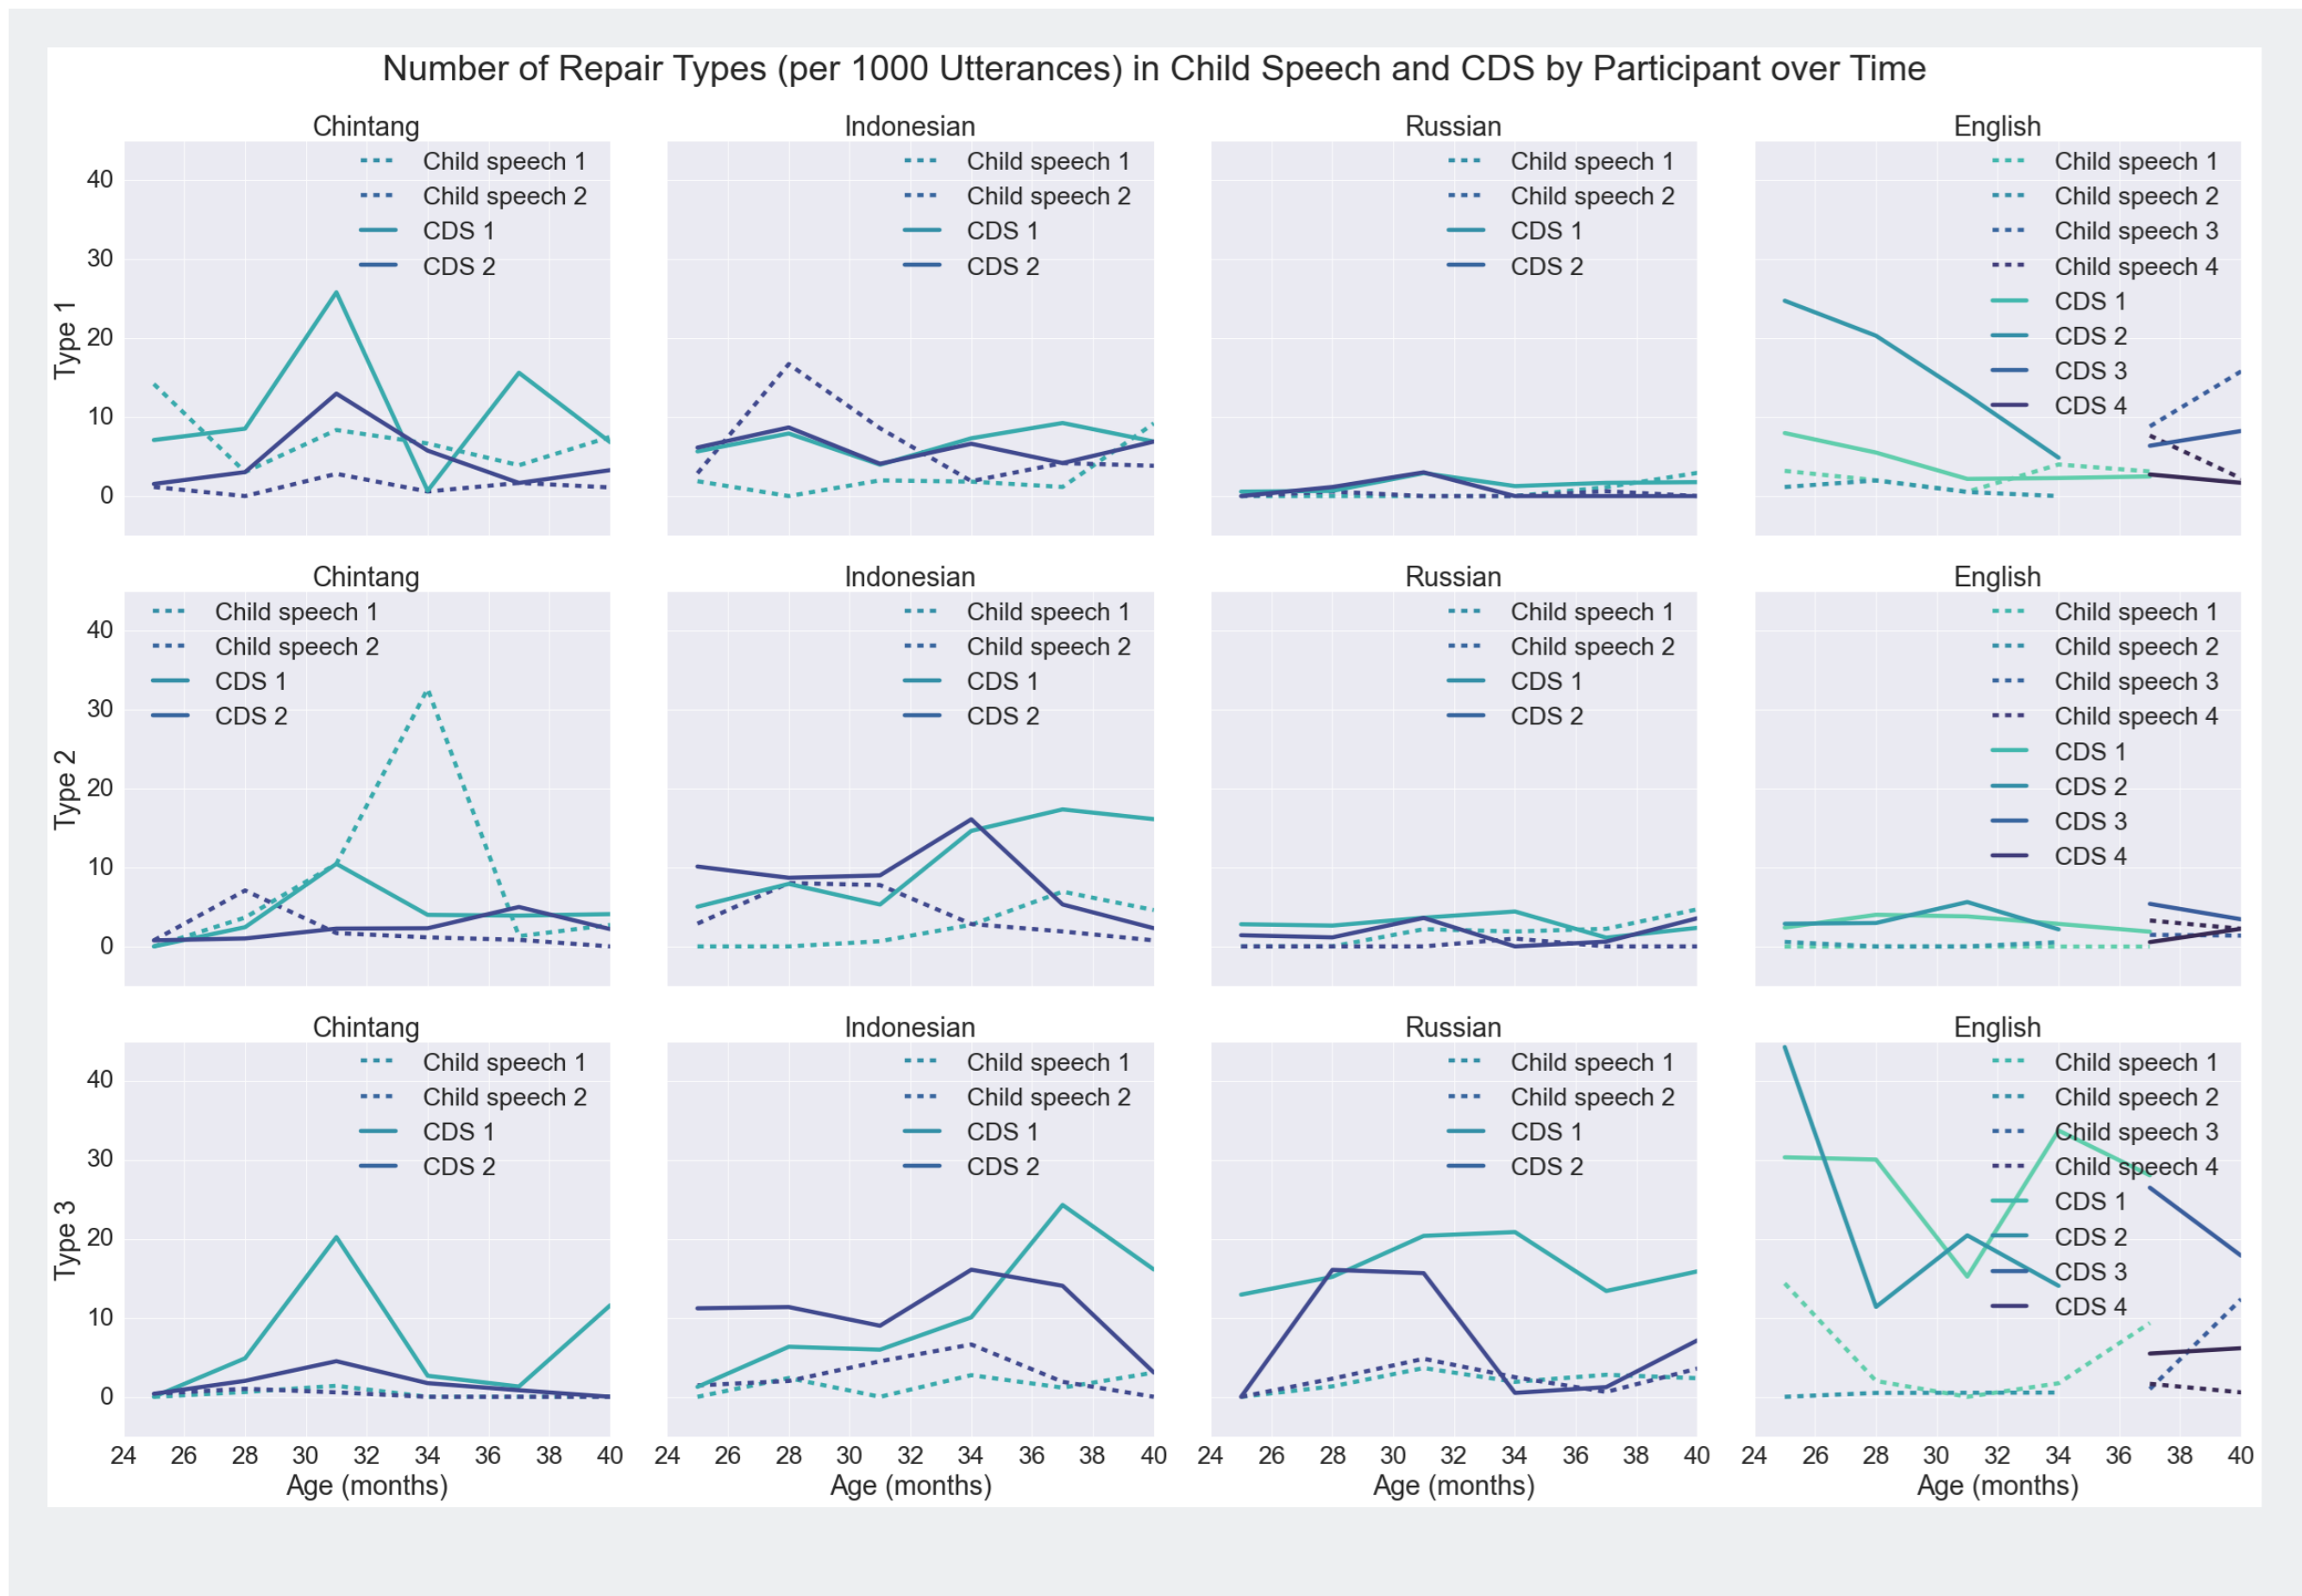 Number of Repair Types (per 1000 Utterances) in Child Speech and CDS by Participant over Time
Chintang
Child speech 1
Child speech 2
CDS 1
CDS 2
40
30
20
10
0
Type 1
Indonesian
Child speech 1
Child speech 2
CDS 1
CDS 2
Russian
Child speech 1
Child speech 2
CDS 1
CDS 2
English
Child speech 1
Child speech 2
Child speech 3
Child speech 4
CDS 1
CDS 2
CDS 3
CDS 4
Chintang
Child speech 1
Child speech 2
CDS 1
CDS 2
40
30
20
10
0
Type 2
Indonesian
Child speech 1
Child speech 2
CDS 1
CDS 2
Russian
Child speech 1
Child speech 2
CDS 1
CDS 2
English
Child speech 1
Child speech 2
Child speech 3
Child speech 4
CDS 1
CDS 2
CDS 3
CDS 4
Chintang
Child speech 1
Child speech 2
CDS 1
CDS 2
40
30
20
10
0
Type 3
24 26 28 30 32 34 36 38 40
Age (months)
Indonesian
Child speech 1
Child speech 2
CDS 1
CDS 2
26 28 30 32 34 36 38 40
Age (months)
Russian
Child speech 1
Child speech 2
CDS 1
CDS 2
24 26 28 30 32 34 36 38 40
Age (months)
English
Child speech 1
Child speech 2
Child speech 3
Child speech 4
CDS 1
CDS 2
CDS 3
CDS 4
24 26 28 30 32 34 36 38 40
Age (months)